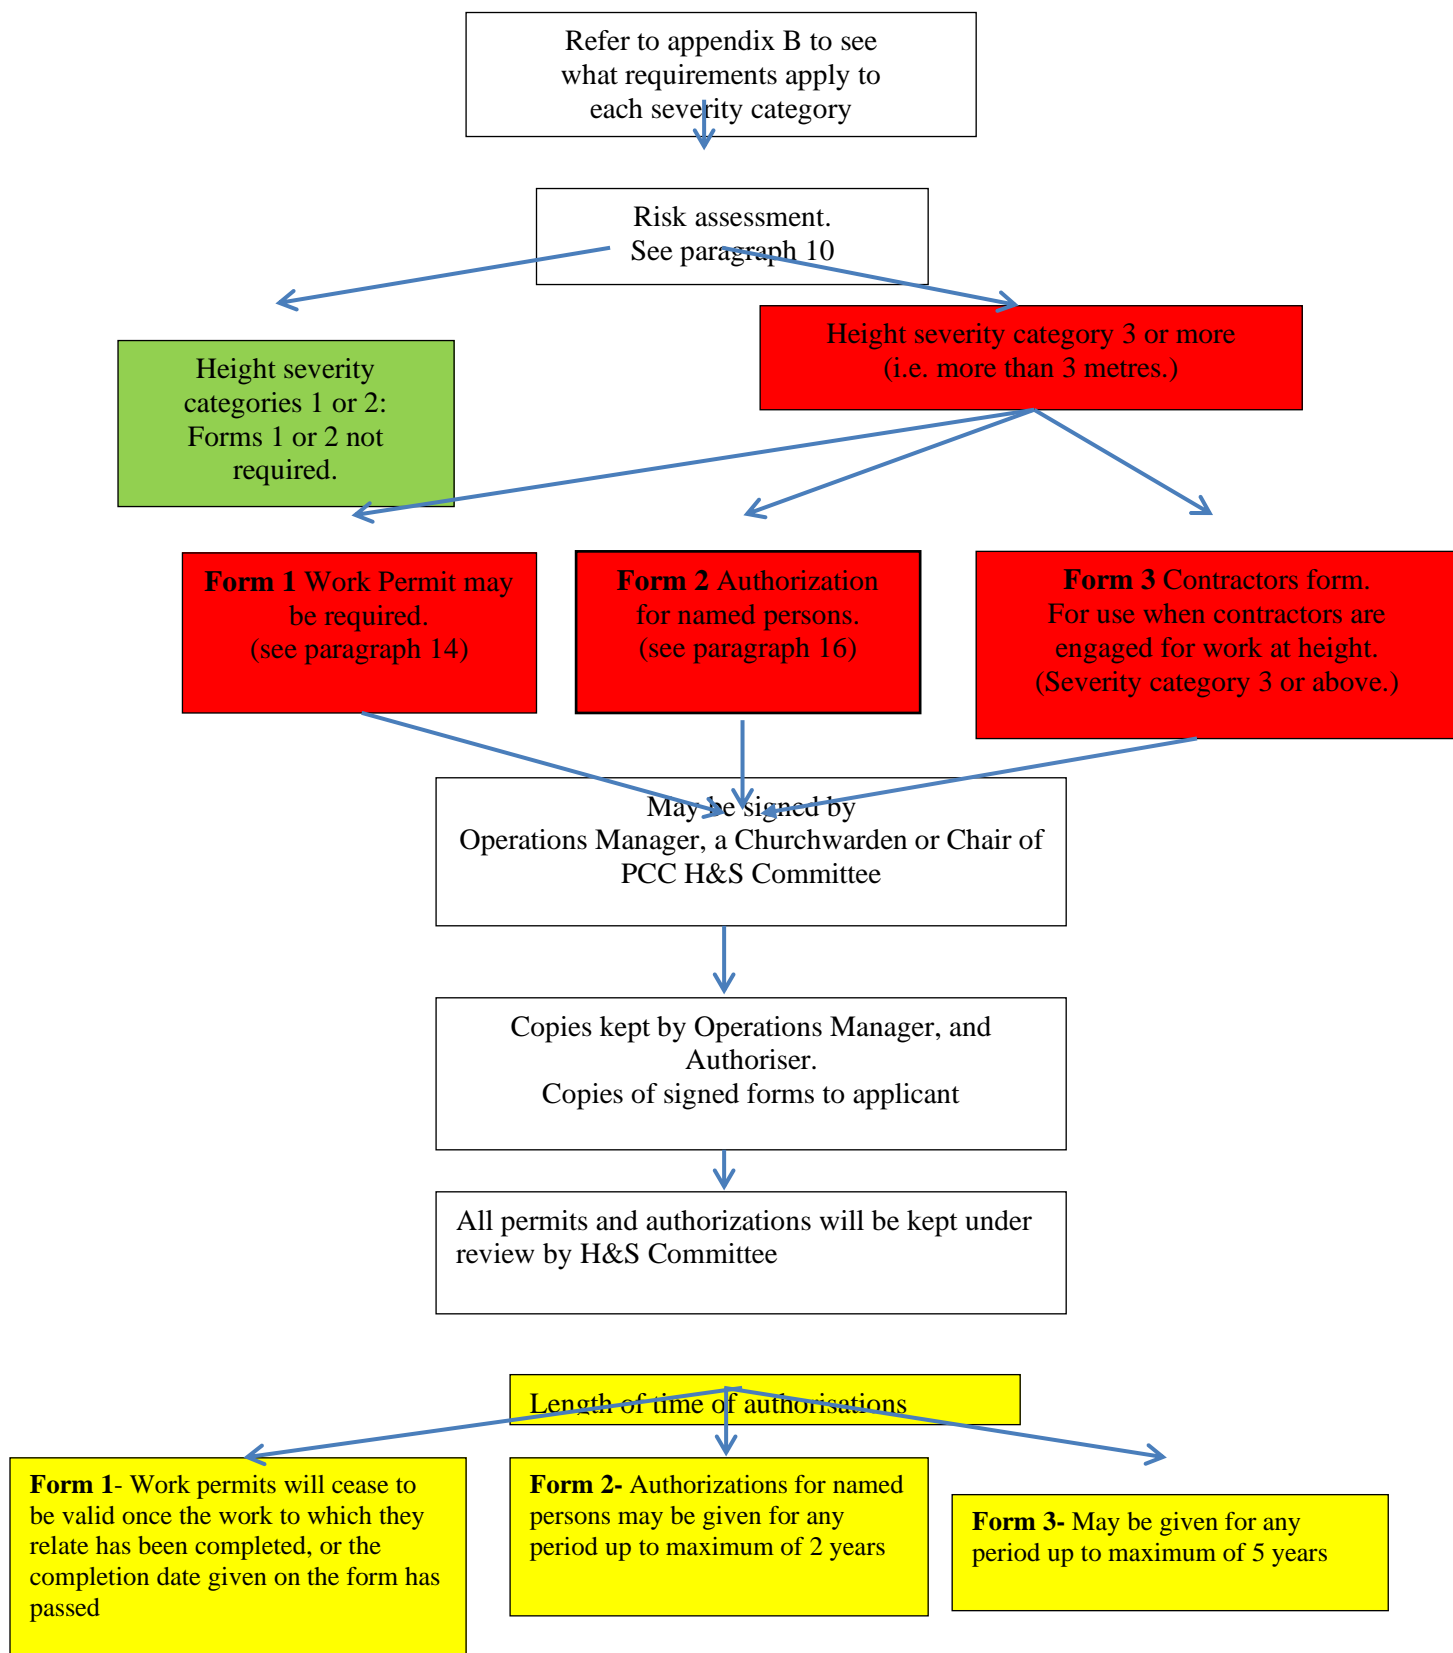 Refer to appendix B to see
what requirements apply to
each severity category
Risk assessment.
See paragraph 10
Height severity category 3 or more
(i.e. more than 3 metres.)
Height severity
categories 1 or 2:
Forms 1 or 2 not
required.
Form 1 Work Permit may
be required.
(see paragraph 14)
Form 2 Authorization
for named persons.
(see paragraph 16)
Form 3 Contractors form.
For use when contractors are
engaged for work at height.
(Severity category 3 or above.)
May be signed by
Operations Manager, a Churchwarden or Chair of
PCC H&S Committee
Copies kept by Operations Manager, and
Authoriser.
Copies of signed forms to applicant
All permits and authorizations will be kept under
review by H&S Committee
Length of time of authorisations
Form 1- Work permits will cease to
be valid once the work to which they
relate has been completed, or the
completion date given on the form has
passed
Form 2- Authorizations for named
persons may be given for any
period up to maximum of 2 years
Form 3- May be given for any
period up to maximum of 5 years